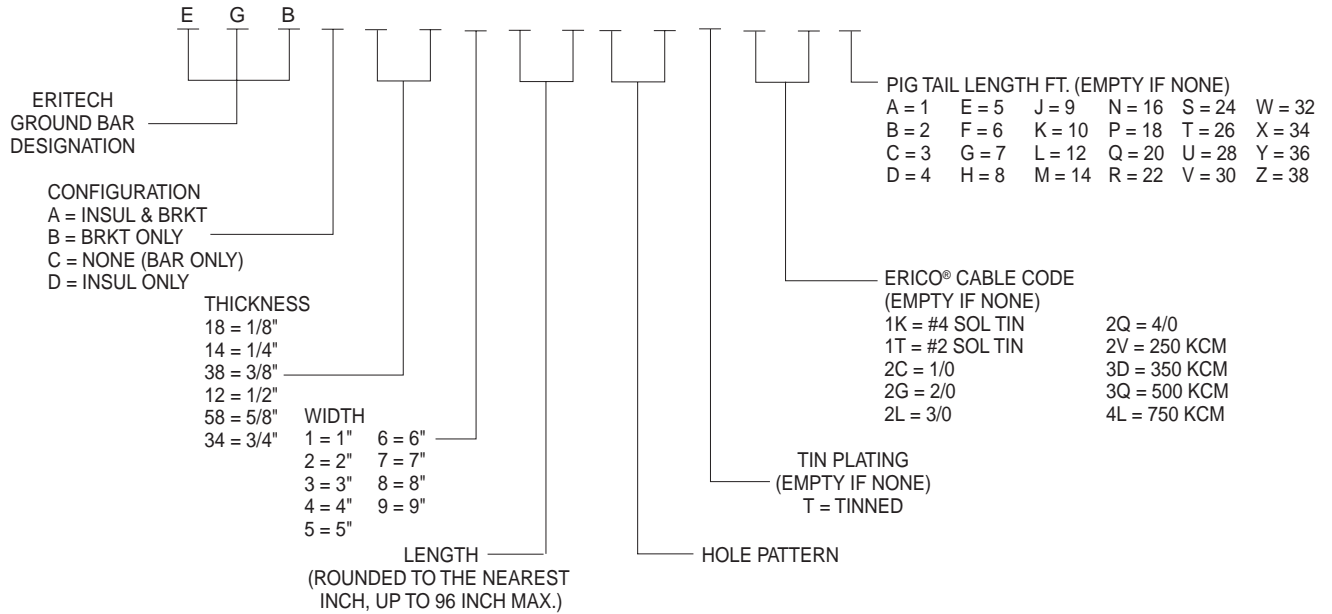 E G B
ERITECH
GROUND BAR
DESIGNATION
CONFIGURATION
A = INSUL & BRKT
B = BRKT ONLY
C = NONE (BAR ONLY)
D = INSUL ONLY
THICKNESS
18 = 1/8"
14 = 1/4"
38 = 3/8"
12 = 1/2"
58 = 5/8"
34 = 3/4"
WIDTH
1 = 1" 6 = 6"
2 = 2" 7 = 7"
3 = 3" 8 = 8"
4 = 4" 9 = 9"
5 = 5"
LENGTH
(ROUNDED TO THE NEAREST
INCH, UP TO 96 INCH MAX.)
HOLE PATTERN
TIN PLATING
(EMPTY IF NONE)
T = TINNED
ERICO® CABLE CODE
(EMPTY IF NONE)
1K = #4 SOL TIN 2Q = 4/0
1T = #2 SOL TIN 2V = 250 KCM
2C = 1/0 3D = 350 KCM
2G = 2/0 3Q = 500 KCM
2L = 3/0 4L = 750 KCM
PIG TAIL LENGTH FT. (EMPTY IF NONE)
A = 1 E = 5 J = 9 N = 16 S = 24 W = 32
B = 2 F = 6 K = 10 P = 18 T = 26 X = 34
C = 3 G = 7 L = 12 Q = 20 U = 28 Y = 36
D = 4 H = 8 M = 14 R = 22 V = 30 Z = 38